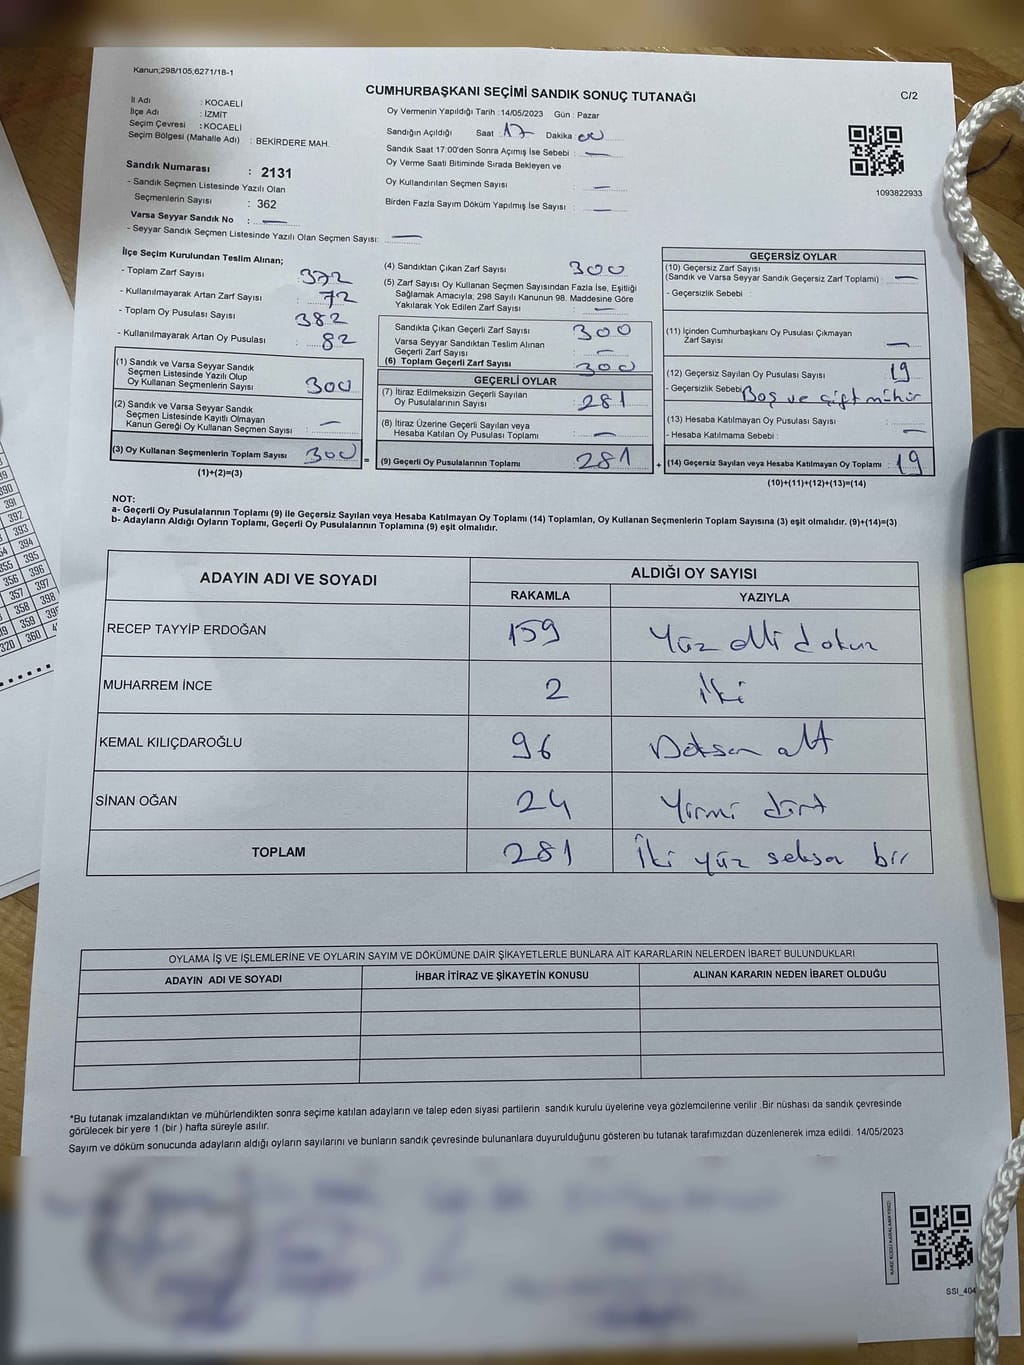 Kanun;298/105;6271/18-1
CUMHURBAŞKANI SEÇİMİ SANDIK SONUÇ TUTANAĞI
C/2
İl Adı : KOCAELİ
İlçe Adı : İZMİT
Seçim Çevresi : KOCAELİ
Seçim Bölgesi (Mahalle Adı) : BEKİRDERE MAH.
Sandık Numarası : 2131
- Sandık Seçmen Listesinde Yazılı Olan
Seçmenlerin Sayısı : 362
Varsa Seyyar Sandık No : —
- Seyyar Sandık Seçmen Listesinde Yazılı Olan Seçmen Sayısı: —
Oy Vermenin Yapıldığı Tarih : 14/05/2023 Gün : Pazar
Sandığın Açıldığı Saat : 17 Dakika : 00
Sandık Saat 17:00'den Sonra Açımış İse Sebebi : —
Oy Verme Saati Bitiminde Sırada Bekleyen ve
Oy Kullandırılan Seçmen Sayısı : —
Birden Fazla Sayım Döküm Yapılmış İse Sayısı : —
1093822933
İlçe Seçim Kurulundan Teslim Alınan;
- Toplam Zarf Sayısı : 372
- Kullanılmayarak Artan Zarf Sayısı : 72
- Toplam Oy Pusulası Sayısı : 382
- Kullanılmayarak Artan Oy Pusulası : 82
(1) Sandık ve Varsa Seyyar Sandık
Seçmen Listesinde Yazılı Olup
Oy Kullanan Seçmenlerin Sayısı : 300
(2) Sandık ve Varsa Seyyar Sandık
Seçmen Listesinde Kayıtlı Olmayan
Kanun Gereği Oy Kullanan Seçmen Sayısı : —
(3) Oy Kullanan Seçmenlerin Toplam Sayısı : 300
(1)+(2)=(3)
=
(4) Sandıktan Çıkan Zarf Sayısı : 300
(5) Zarf Sayısı Oy Kullanan Seçmen Sayısından Fazla İse, Eşitliği
Sağlamak Amacıyla; 298 Sayılı Kanunun 98. Maddesine Göre
Yakılarak Yok Edilen Zarf Sayısı : —
Sandıkta Çıkan Geçerli Zarf Sayısı : 300
Varsa Seyyar Sandıktan Teslim Alınan
Geçerli Zarf Sayısı : —
(6) Toplam Geçerli Zarf Sayısı : 300
GEÇERLİ OYLAR
(7) İtiraz Edilmeksizin Geçerli Sayılan
Oy Pusulalarının Sayısı : 281
(8) İtiraz Üzerine Geçerli Sayılan veya
Hesaba Katılan Oy Pusulası Toplamı : —
(9) Geçerli Oy Pusulalarının Toplamı : 281
+
GEÇERSİZ OYLAR
(10) Geçersiz Zarf Sayısı
(Sandık ve Varsa Seyyar Sandık Geçersiz Zarf Toplamı) : —
- Geçersizlik Sebebi :
(11) İçinden Cumhurbaşkanı Oy Pusulası Çıkmayan
Zarf Sayısı : —
(12) Geçersiz Sayılan Oy Pusulası Sayısı : 19
- Geçersizlik Sebebi : Boş ve çift mühür
(13) Hesaba Katılmayan Oy Pusulası Sayısı :
- Hesaba Katılmama Sebebi : —
(14) Geçersiz Sayılan veya Hesaba Katılmayan Oy Toplamı : 19
(10)+(11)+(12)+(13)=(14)
NOT:
a- Geçerli Oy Pusulalarının Toplamı (9) ile Geçersiz Sayılan veya Hesaba Katılmayan Oy Toplamı (14) Toplamları, Oy Kullanan Seçmenlerin Toplam Sayısına (3) eşit olmalıdır. (9)+(14)=(3)
b- Adayların Aldığı Oyların Toplamı, Geçerli Oy Pusulalarının Toplamına (9) eşit olmalıdır.
ADAYIN ADI VE SOYADI ALDIĞI OY SAYISI
RAKAMLA YAZIYLA
RECEP TAYYİP ERDOĞAN 159 Yüz elli dokuz
MUHARREM İNCE 2 İki
KEMAL KILIÇDAROĞLU 96 Doksan altı
SİNAN OĞAN 24 Yirmi dört
TOPLAM 281 İki yüz seksen bir
OYLAMA İŞ VE İŞLEMLERİNE VE OYLARIN SAYIM VE DÖKÜMÜNE DAİR ŞİKAYETLERLE BUNLARA AİT KARARLARIN NELERDEN İBARET BULUNDUKLARI
ADAYIN ADI VE SOYADI İHBAR İTİRAZ VE ŞİKAYETİN KONUSU ALINAN KARARIN NEDEN İBARET OLDUĞU
*Bu tutanak imzalandıktan ve mühürlendikten sonra seçime katılan adayların ve talep eden siyasi partilerin sandık kurulu üyelerine veya gözlemcilerine verilir .Bir nüshası da sandık çevresinde
görülecek bir yere 1 (bir ) hafta süreyle asılır.
Sayım ve döküm sonucunda adayların aldığı oyların sayılarını ve bunların sandık çevresinde bulunanlara duyurulduğunu gösteren bu tutanak tarafımızdan düzenlenerek imza edildi. 14/05/2023
SSI_404